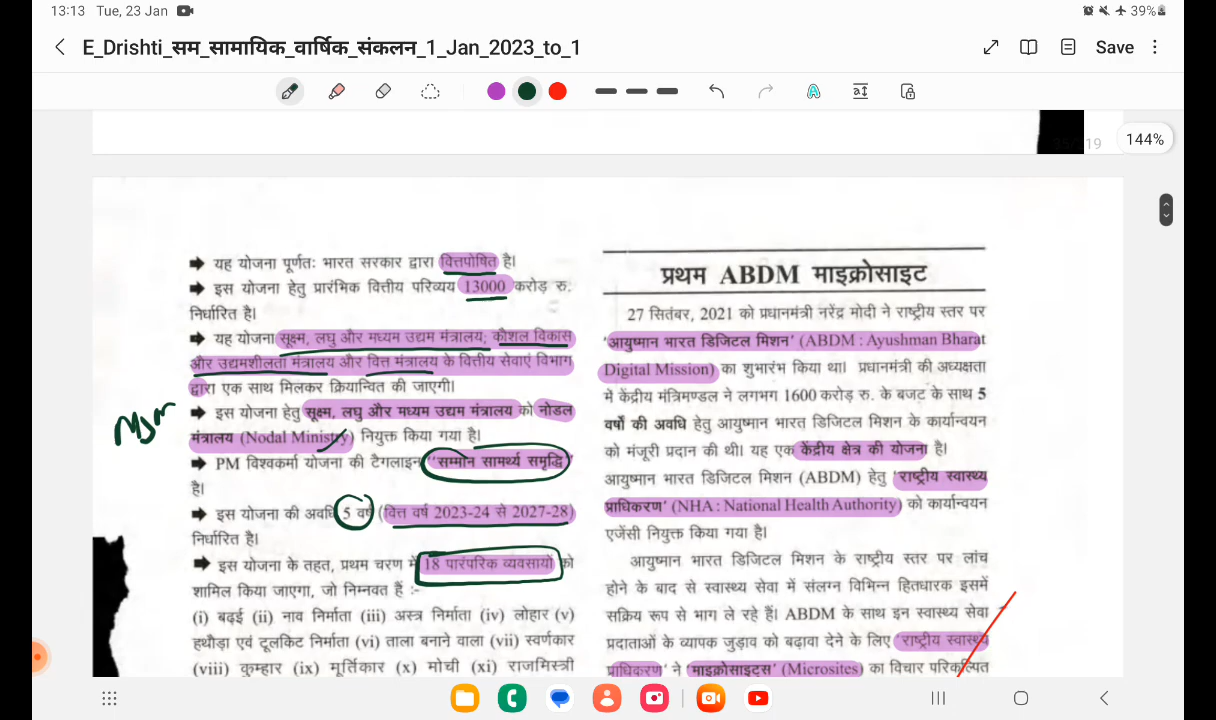 13:13 Tue, 23 Jan
39%
E_Drishti_सम_सामायिक_वार्षिक_संकलन_1_Jan_2023_to_1
Save
144%
➡ यह योजना पूर्णतः भारत सरकार द्वारा वित्तपोषित है।
➡ इस योजना हेतु प्रारंभिक वित्तीय परिव्यय 13000 करोड़ रु.
निर्धारित है।
➡ यह योजना सूक्ष्म, लघु और मध्यम उद्यम मंत्रालय; कौशल विकास
और उद्यमशीलता मंत्रालय और वित्त मंत्रालय के वित्तीय सेवाएं विभाग
द्वारा एक साथ मिलकर क्रियान्वित की जाएगी।
➡ इस योजना हेतु सूक्ष्म, लघु और मध्यम उद्यम मंत्रालय को नोडल
मंत्रालय (Nodal Ministry) नियुक्त किया गया है।
➡ PM विश्वकर्मा योजना की टैगलाइन ''सम्मान सामर्थ्य समृद्धि''
है।
➡ इस योजना की अवधि 5 वर्ष (वित्त वर्ष 2023-24 से 2027-28)
निर्धारित है।
➡ इस योजना के तहत, प्रथम चरण में 18 पारंपरिक व्यवसायों को
शामिल किया जाएगा, जो निम्नवत हैं :-
(i) बढ़ई (ii) नाव निर्माता (iii) अस्त्र निर्माता (iv) लोहार (v)
हथौड़ा एवं टूलकिट निर्माता (vi) ताला बनाने वाला (vii) स्वर्णकार
(viii) कुम्हार (ix) मूर्तिकार (x) मोची (xi) राजमिस्त्री
प्रथम ABDM माइक्रोसाइट
27 सितंबर, 2021 को प्रधानमंत्री नरेंद्र मोदी ने राष्ट्रीय स्तर पर
'आयुष्मान भारत डिजिटल मिशन' (ABDM : Ayushman Bharat
Digital Mission) का शुभारंभ किया था। प्रधानमंत्री की अध्यक्षता
में केंद्रीय मंत्रिमण्डल ने लगभग 1600 करोड़ रु. के बजट के साथ 5
वर्षों की अवधि हेतु आयुष्मान भारत डिजिटल मिशन के कार्यान्वयन
को मंजूरी प्रदान की थी। यह एक केंद्रीय क्षेत्र की योजना है।
आयुष्मान भारत डिजिटल मिशन (ABDM) हेतु 'राष्ट्रीय स्वास्थ्य
प्राधिकरण' (NHA : National Health Authority) को कार्यान्वयन
एजेंसी नियुक्त किया गया है।
आयुष्मान भारत डिजिटल मिशन के राष्ट्रीय स्तर पर लांच
होने के बाद से स्वास्थ्य सेवा में संलग्न विभिन्न हितधारक इसमें
सक्रिय रूप से भाग ले रहे हैं। ABDM के साथ इन स्वास्थ्य सेवा
प्रदाताओं के व्यापक जुड़ाव को बढ़ावा देने के लिए 'राष्ट्रीय स्वास्थ्य
प्राधिकरण' ने 'माइक्रोसाइट्स' (Microsites) का विचार परिकल्पित